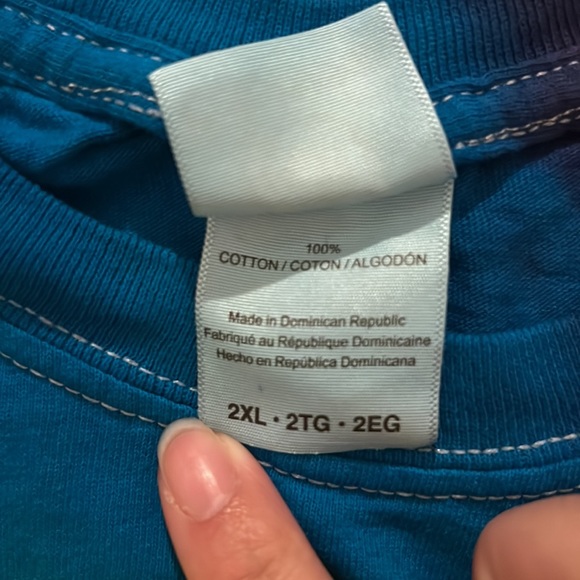 100%
COTTON / COTON / ALGODÓN
Made in Dominican Republic
Fabriqué au République Dominicaine
Hecho en República Dominicana
2XL • 2TG • 2EG